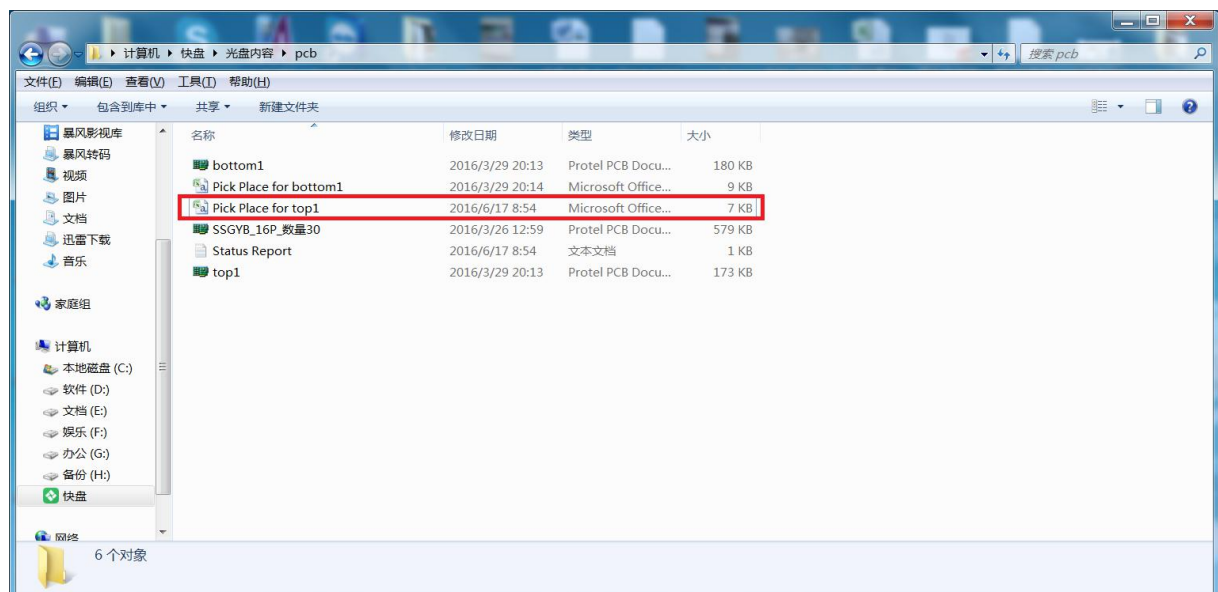 计算机 快盘 光盘内容 pcb 搜索 pcb
文件(F) 编辑(E) 查看(V) 工具(T) 帮助(H)
组织 包含到库中 共享 新建文件夹
暴风影视库
暴风转码
视频
图片
文档
迅雷下载
音乐
家庭组
计算机
本地磁盘 (C:)
软件 (D:)
文档 (E:)
娱乐 (F:)
办公 (G:)
备份 (H:)
快盘
网络
名称 修改日期 类型 大小
bottom1 2016/3/29 20:13 Protel PCB Docu... 180 KB
Pick Place for bottom1 2016/3/29 20:14 Microsoft Office... 9 KB
Pick Place for top1 2016/6/17 8:54 Microsoft Office... 7 KB
SSGYB_16P_数量30 2016/3/26 12:59 Protel PCB Docu... 579 KB
Status Report 2016/6/17 8:54 文本文档 1 KB
top1 2016/3/29 20:13 Protel PCB Docu... 173 KB
6 个对象